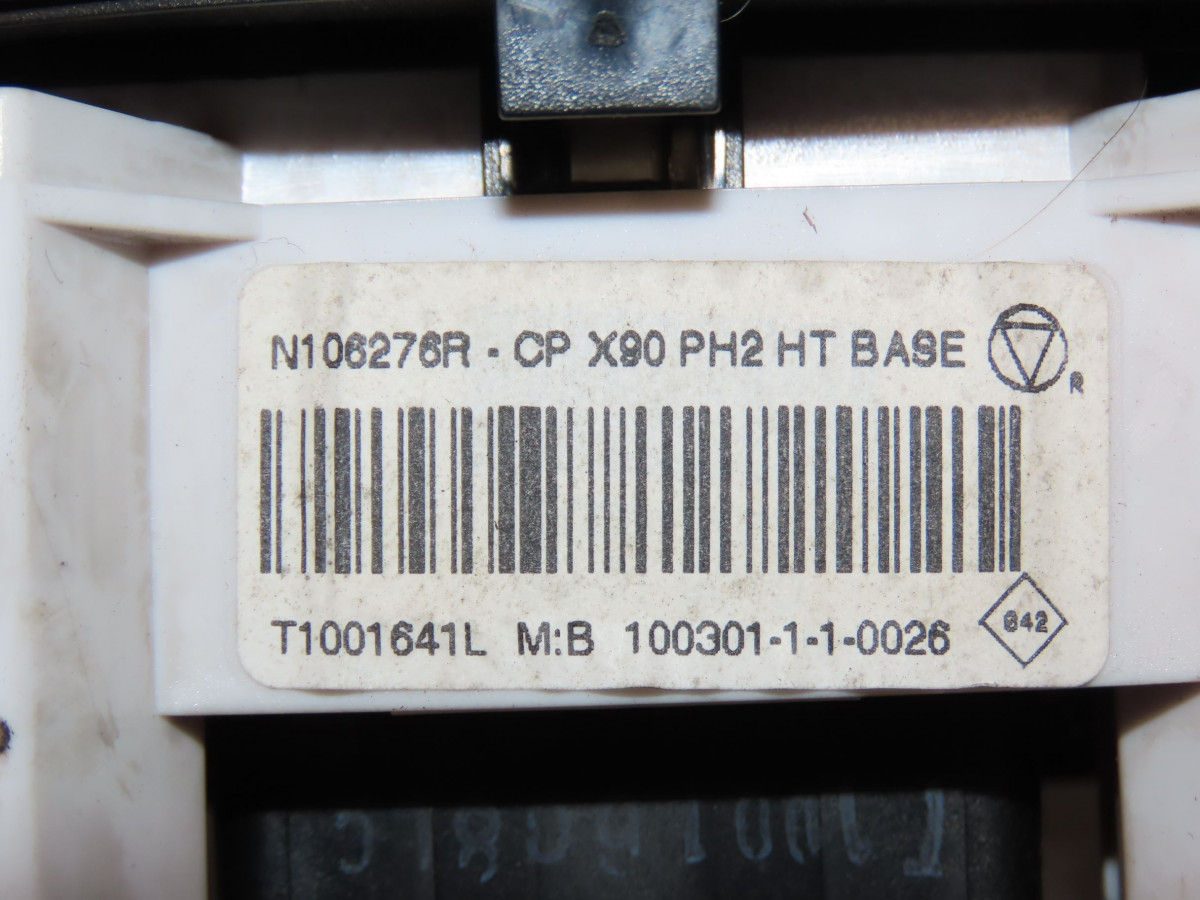 N106276R - CP X90 PH2 HT BASE
R
T1001641L M:B 100301-1-1-0026
642